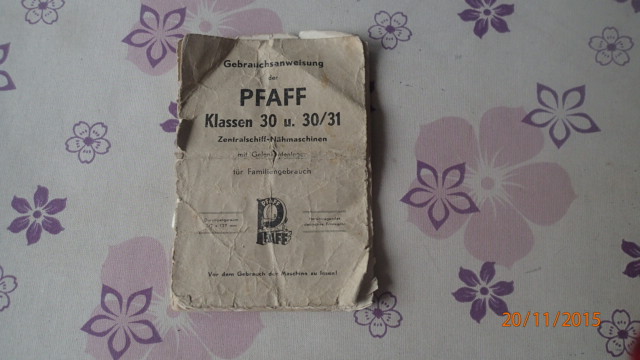 Gebrauchsanweisung
der
PFAFF
Klassen 30 u. 30/31
Zentralschiff-Nähmaschinen
mit
für Familiengebrauch
PFAFF
Vor dem Gebrauch der Maschine zu lesen!
20/11/2015